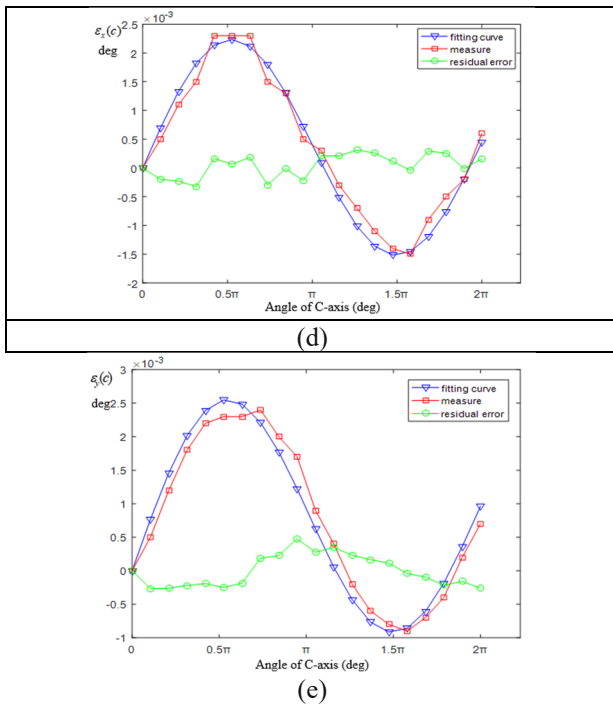 ×10⁻³
εₓ(c)
deg
2.5
2
1.5
1
0.5
0
-0.5
-1
-1.5
-2
fitting curve
measure
residual error
0 0.5π π 1.5π 2π
Angle of C-axis (deg)
(d)
×10⁻³
εᵧ(c)
deg
3
2.5
2
1.5
1
0.5
0
-0.5
-1
fitting curve
measure
residual error
0 0.5π π 1.5π 2π
Angle of C-axis (deg)
(e)